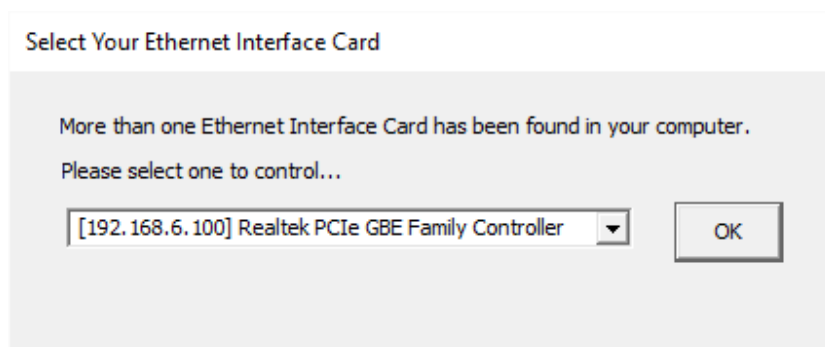 Select Your Ethernet Interface Card
More than one Ethernet Interface Card has been found in your computer.
Please select one to control...
[192.168.6.100] Realtek PCIe GBE Family Controller
OK